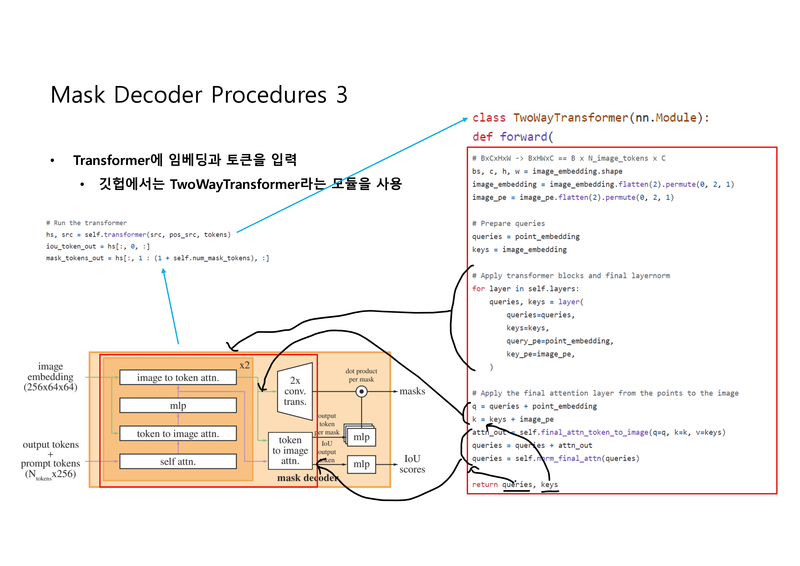 Mask Decoder Procedures 3
• Transformer에 임베딩과 토큰을 입력
• 깃헙에서는 TwoWayTransformer라는 모듈을 사용
# Run the transformer
hs, src = self.transformer(src, pos_src, tokens)
iou_token_out = hs[:, 0, :]
mask_tokens_out = hs[:, 1 : (1 + self.num_mask_tokens), :]
class TwoWayTransformer(nn.Module):
def forward(
# BxCxHxW -> BxHWxC == B x N_image_tokens x C
bs, c, h, w = image_embedding.shape
image_embedding = image_embedding.flatten(2).permute(0, 2, 1)
image_pe = image_pe.flatten(2).permute(0, 2, 1)
# Prepare queries
queries = point_embedding
keys = image_embedding
# Apply transformer blocks and final layernorm
for layer in self.layers:
queries, keys = layer(
queries=queries,
keys=keys,
query_pe=point_embedding,
key_pe=image_pe,
)
# Apply the final attention layer from the points to the image
q = queries + point_embedding
k = keys + image_pe
attn_out = self.final_attn_token_to_image(q=q, k=k, v=keys)
queries = queries + attn_out
queries = self.norm_final_attn(queries)
return queries, keys
image
embedding
(256x64x64)
output tokens
+
prompt tokens
(Ntokensx256)
x2
image to token attn.
mlp
token to image attn.
self attn.
2x
conv.
trans.
token
to image
attn.
dot product
per mask
output
token
per mask
IoU
output
token
mlp
mlp
masks
IoU
scores
mask decoder